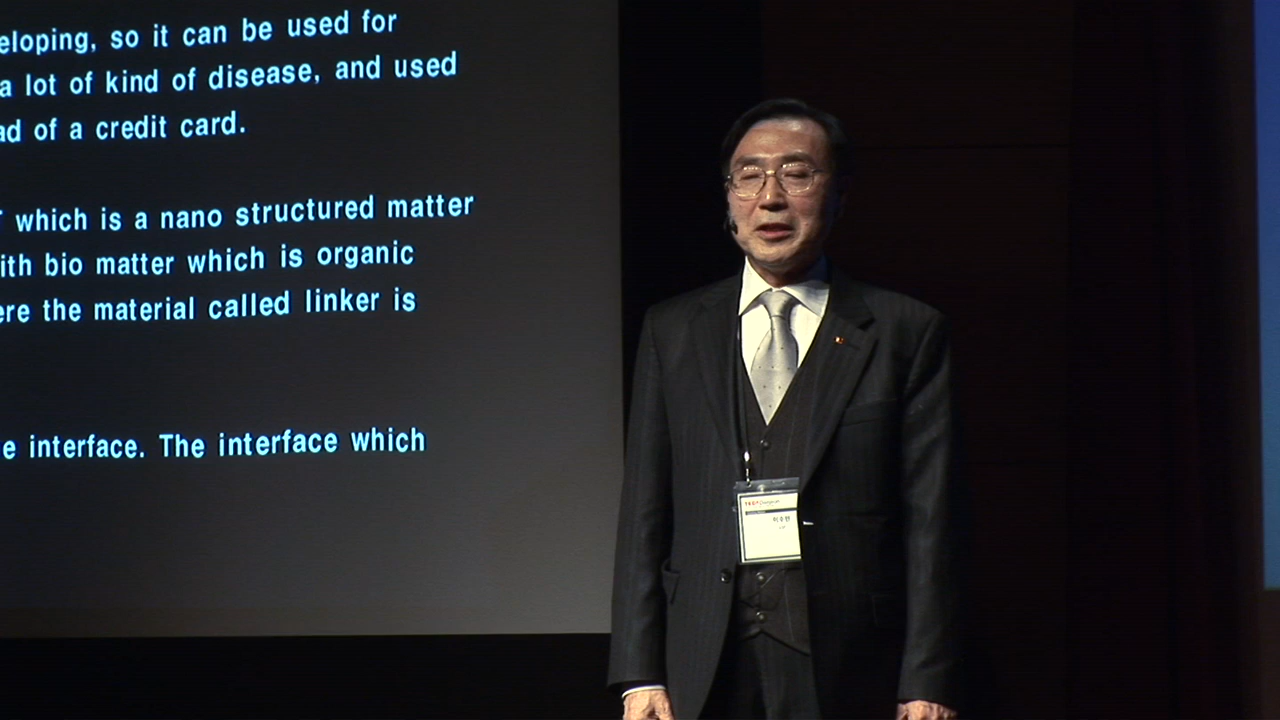 eloping, so it can be used for
a lot of kind of disease, and used
ad of a credit card.
which is a nano structured matter
ith bio matter which is organic
ere the material called linker is
e interface. The interface which